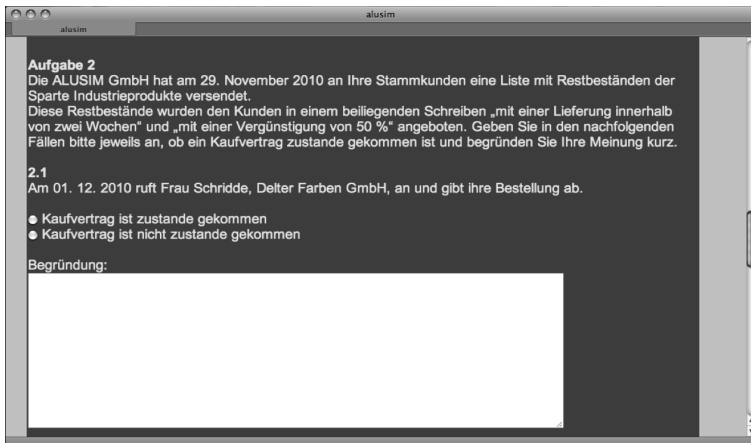 alusim
alusim
Aufgabe 2
Die ALUSIM GmbH hat am 29. November 2010 an Ihre Stammkunden eine Liste mit Restbeständen der
Sparte Industrieprodukte versendet.
Diese Restbestände wurden den Kunden in einem beiliegenden Schreiben „mit einer Lieferung innerhalb
von zwei Wochen“ und „mit einer Vergünstigung von 50 %“ angeboten. Geben Sie in den nachfolgenden
Fällen bitte jeweils an, ob ein Kaufvertrag zustande gekommen ist und begründen Sie Ihre Meinung kurz.
2.1
Am 01. 12. 2010 ruft Frau Schridde, Delter Farben GmbH, an und gibt ihre Bestellung ab.
Kaufvertrag ist zustande gekommen
Kaufvertrag ist nicht zustande gekommen
Begründung: